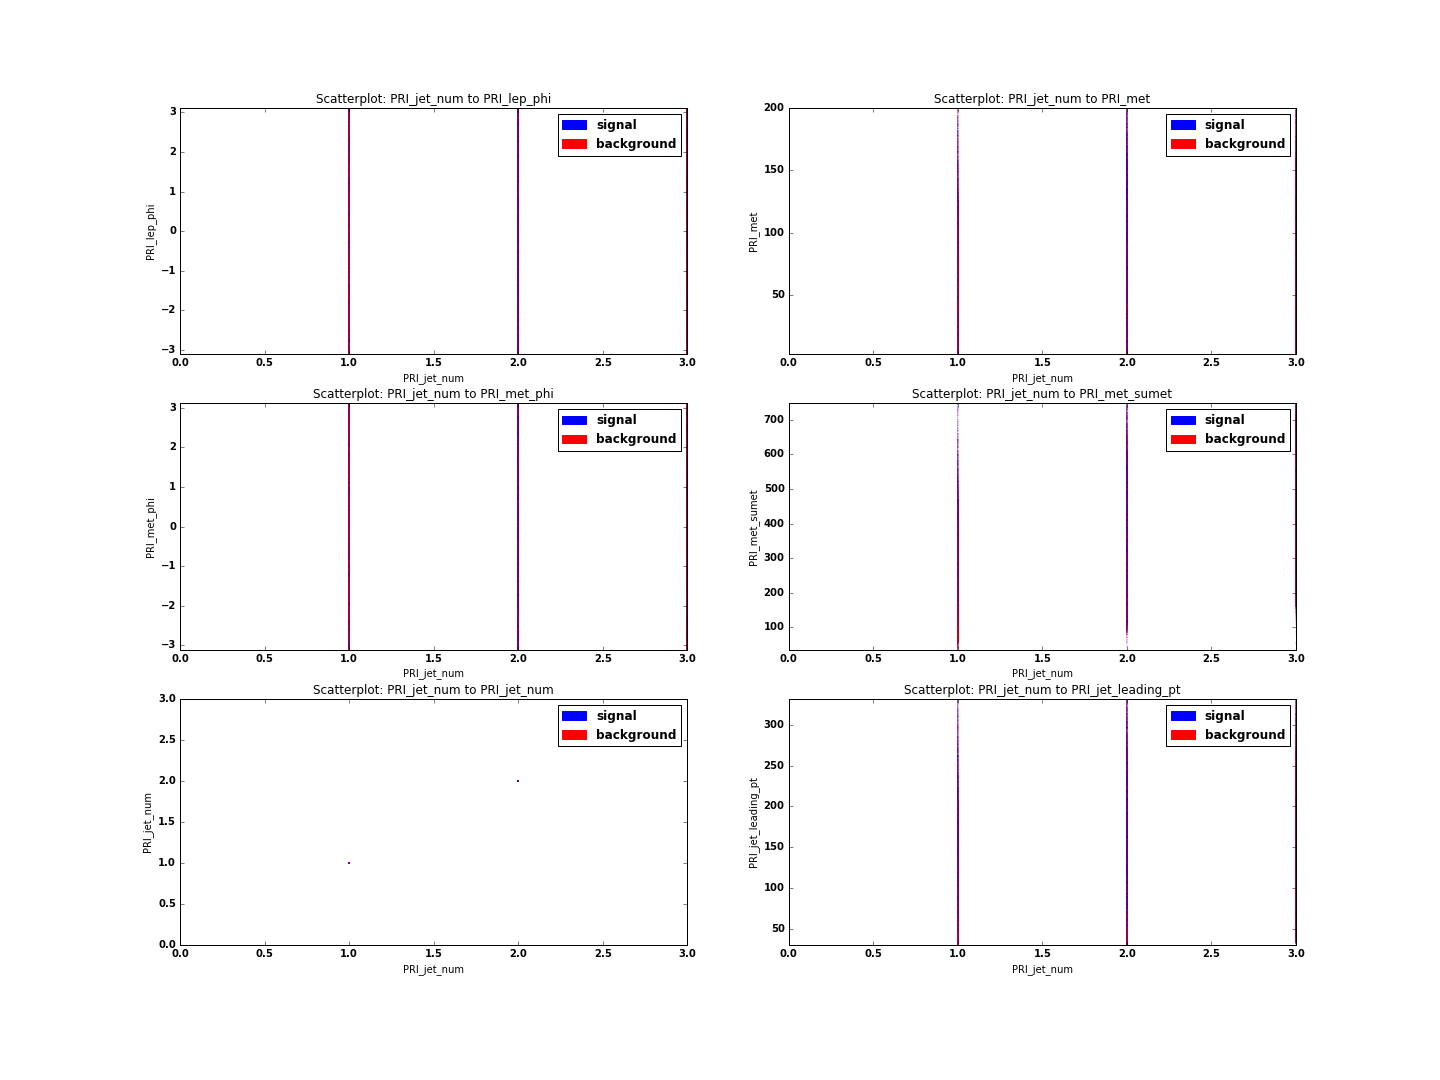 Scatterplot: PRI_jet_num to PRI_lep_phi
signal
background
3
2
1
0
−1
−2
−3
PRI_lep_phi
0.0 0.5 1.0 1.5 2.0 2.5 3.0
PRI_jet_num
Scatterplot: PRI_jet_num to PRI_met
signal
background
200
150
100
50
PRI_met
0.0 0.5 1.0 1.5 2.0 2.5 3.0
PRI_jet_num
Scatterplot: PRI_jet_num to PRI_met_phi
signal
background
3
2
1
0
−1
−2
−3
PRI_met_phi
0.0 0.5 1.0 1.5 2.0 2.5 3.0
PRI_jet_num
Scatterplot: PRI_jet_num to PRI_met_sumet
signal
background
700
600
500
400
300
200
100
PRI_met_sumet
0.0 0.5 1.0 1.5 2.0 2.5 3.0
PRI_jet_num
Scatterplot: PRI_jet_num to PRI_jet_num
signal
background
3.0
2.5
2.0
1.5
1.0
0.5
0.0
PRI_jet_num
0.0 0.5 1.0 1.5 2.0 2.5 3.0
PRI_jet_num
Scatterplot: PRI_jet_num to PRI_jet_leading_pt
signal
background
300
250
200
150
100
50
PRI_jet_leading_pt
0.0 0.5 1.0 1.5 2.0 2.5 3.0
PRI_jet_num